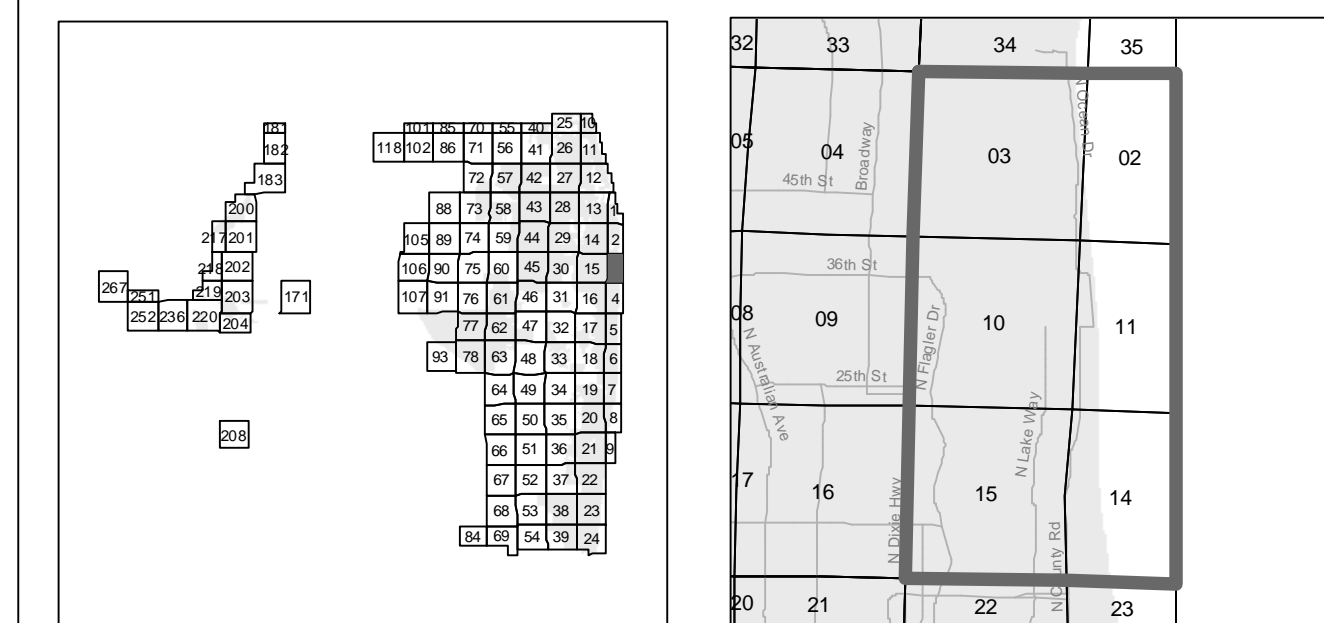 181
182
183
200
217 201
218 202
219 203
267
251
252 236 220 204
171
208
101 85 70 55 40 25 10
118 102 86 71 56 41 26 11
72 57 42 27 12
88 73 58 43 28 13 1
105 89 74 59 44 29 14 2
106 90 75 60 45 30 15
107 91 76 61 46 31 16 4
77 62 47 32 17 5
93 78 63 48 33 18 6
64 49 34 19 7
65 50 35 20 8
66 51 36 21 9
67 52 37 22
68 53 38 23
84 69 54 39 24
32 33 34 35
05 04 03 02
08 09 10 11
17 16 15 14
20 21 22 23
N Ocean Dr
Broadway
45th St
36th St
N Flagler Dr
N Australian Ave
25th St
N Lake Way
N Dixie Hwy
N County Rd